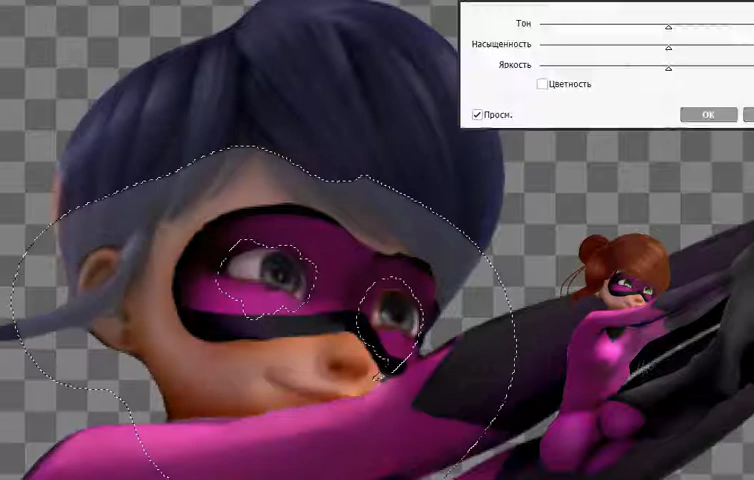 Тон
Насыщенность
Яркость
Цветность
Просм.
OK